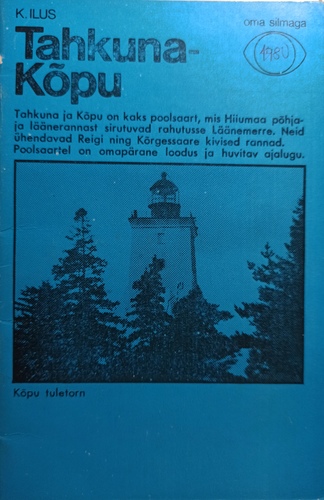 K. ILUS
oma silmaga
1980
Tahkuna-
Kõpu
Tahkuna ja Kõpu on kaks poolsaart, mis Hiiumaa põhja-
ja läänerannast sirutuvad rahutusse Läänemerre. Neid
ühendavad Reigi ning Kõrgessaare kivised rannad.
Poolsaartel on omapärane loodus ja huvitav ajalugu.
Kõpu tuletorn